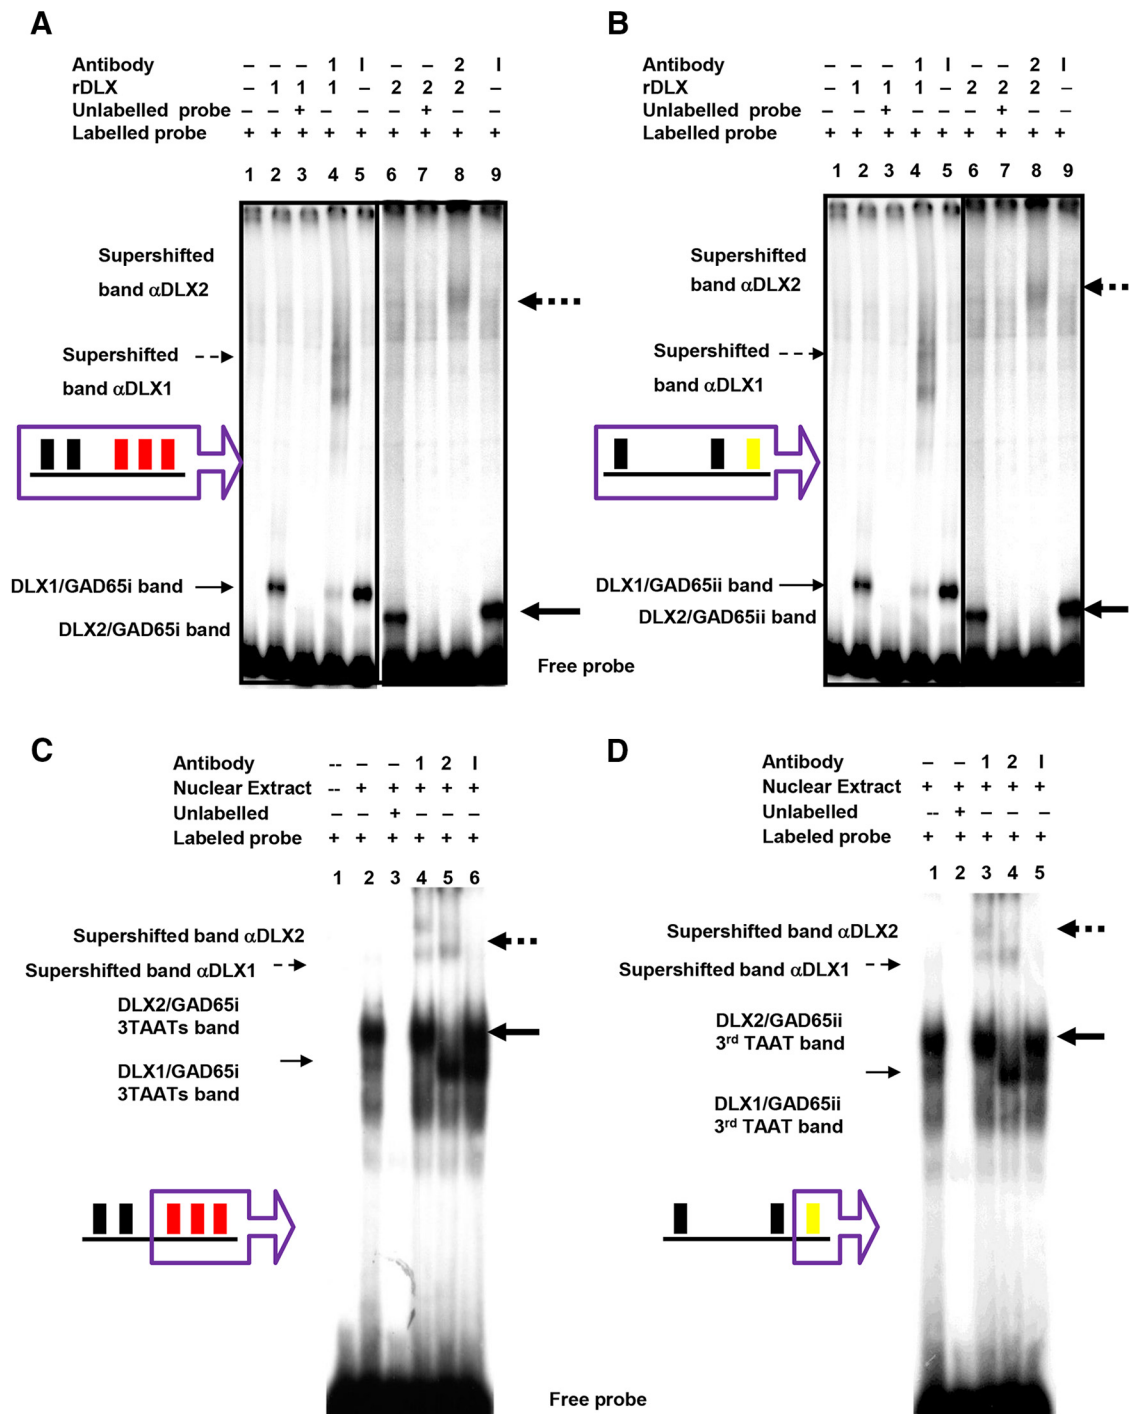 A
Antibody – – – 1 I – – 2 I
rDLX – 1 1 1 – 2 2 2 –
Unlabelled probe – – + – – – + – –
Labelled probe + + + + + + + + +
1 2 3 4 5 6 7 8 9
Supershifted
band αDLX2
Supershifted
band αDLX1
DLX1/GAD65i band
DLX2/GAD65i band
Free probe
B
Antibody – – – 1 I – – 2 I
rDLX – 1 1 1 – 2 2 2 –
Unlabelled probe – – + – – – + – –
Labelled probe + + + + + + + + +
1 2 3 4 5 6 7 8 9
Supershifted
band αDLX2
Supershifted
band αDLX1
DLX1/GAD65ii band
DLX2/GAD65ii band
C
Antibody -- – – 1 2 I
Nuclear Extract -- + + + + +
Unlabelled – – + – – –
Labeled probe + + + + + +
1 2 3 4 5 6
Supershifted band αDLX2
Supershifted band αDLX1
DLX2/GAD65i
3TAATs band
DLX1/GAD65i
3TAATs band
Free probe
D
Antibody – – 1 2 I
Nuclear Extract + + + + +
Unlabelled -- + – – –
Labeled probe + + + + +
1 2 3 4 5
Supershifted band αDLX2
Supershifted band αDLX1
DLX2/GAD65ii
3rd TAAT band
DLX1/GAD65ii
3rd TAAT band